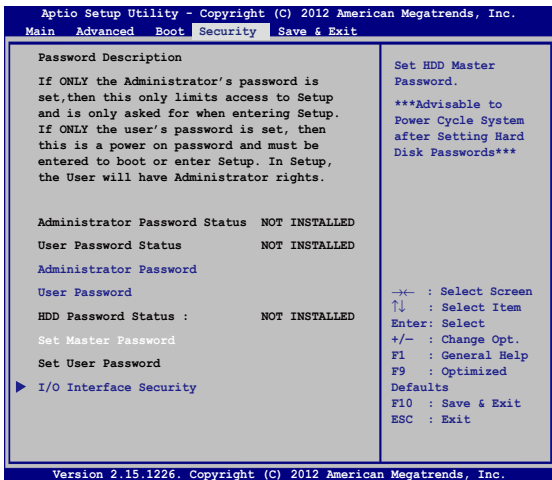 Aptio Setup Utility - Copyright (C) 2012 American Megatrends, Inc.
Main Advanced Boot Security Save & Exit
Password Description
If ONLY the Administrator's password is
set,then this only limits access to Setup
and is only asked for when entering Setup.
If ONLY the user's password is set, then
this is a power on password and must be
entered to boot or enter Setup. In Setup,
the User will have Administrator rights.
Administrator Password Status NOT INSTALLED
User Password Status NOT INSTALLED
Administrator Password
User Password
HDD Password Status : NOT INSTALLED
Set Master Password
Set User Password
I/O Interface Security
Set HDD Master
Password.
***Advisable to
Power Cycle System
after Setting Hard
Disk Passwords***
→← : Select Screen
↑↓ : Select Item
Enter: Select
+/— : Change Opt.
F1 : General Help
F9 : Optimized
Defaults
F10 : Save & Exit
ESC : Exit
Version 2.15.1226. Copyright (C) 2012 American Megatrends, Inc.